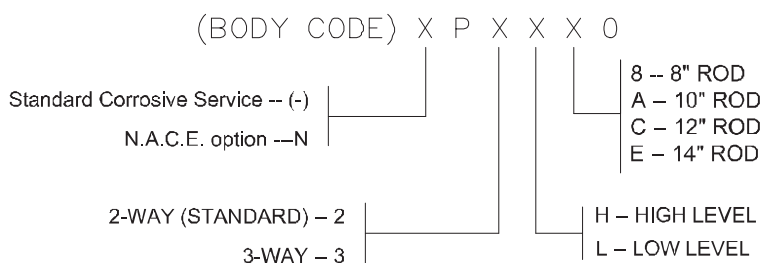 (BODY CODE) X P X X X 0
8 -- 8" ROD
A – 10" ROD
C – 12" ROD
E – 14" ROD
Standard Corrosive Service -- (-)
N.A.C.E. option ---N
2-WAY (STANDARD) – 2
3-WAY – 3
H – HIGH LEVEL
L – LOW LEVEL